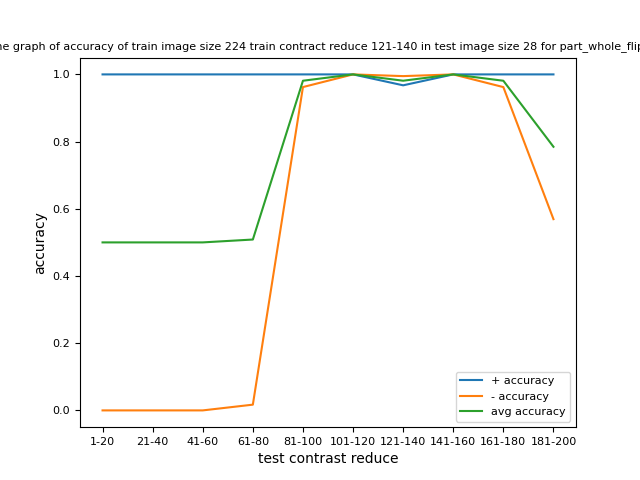 graph of accuracy of train image size 224 train contract reduce 121-140 in test image size 28 for
accuracy
1.0
0.8
0.6
0.4
0.2
0.0
+ accuracy
- accuracy
avg accuracy
1-20 21-40 41-60 61-80 81-100 101-120 121-140 141-160 161-180 181-200
test contrast reduce